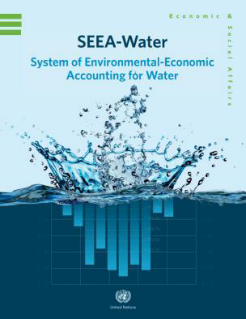 Economic &
Social Affairs
SEEA-Water
System of Environmental-Economic
Accounting for Water
United Nations